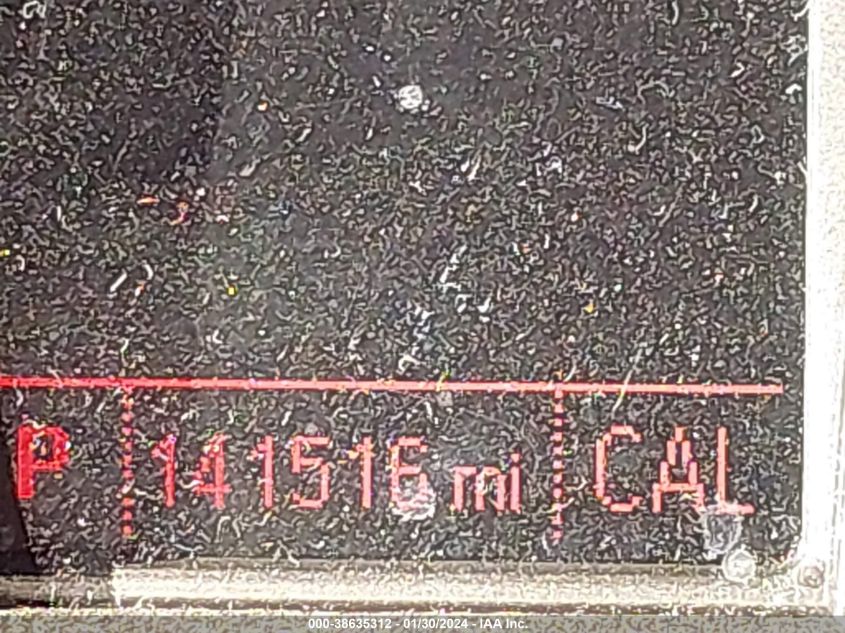 P 141516 mi CAL
000-38635312 - 01/30/2024 - IAA Inc.